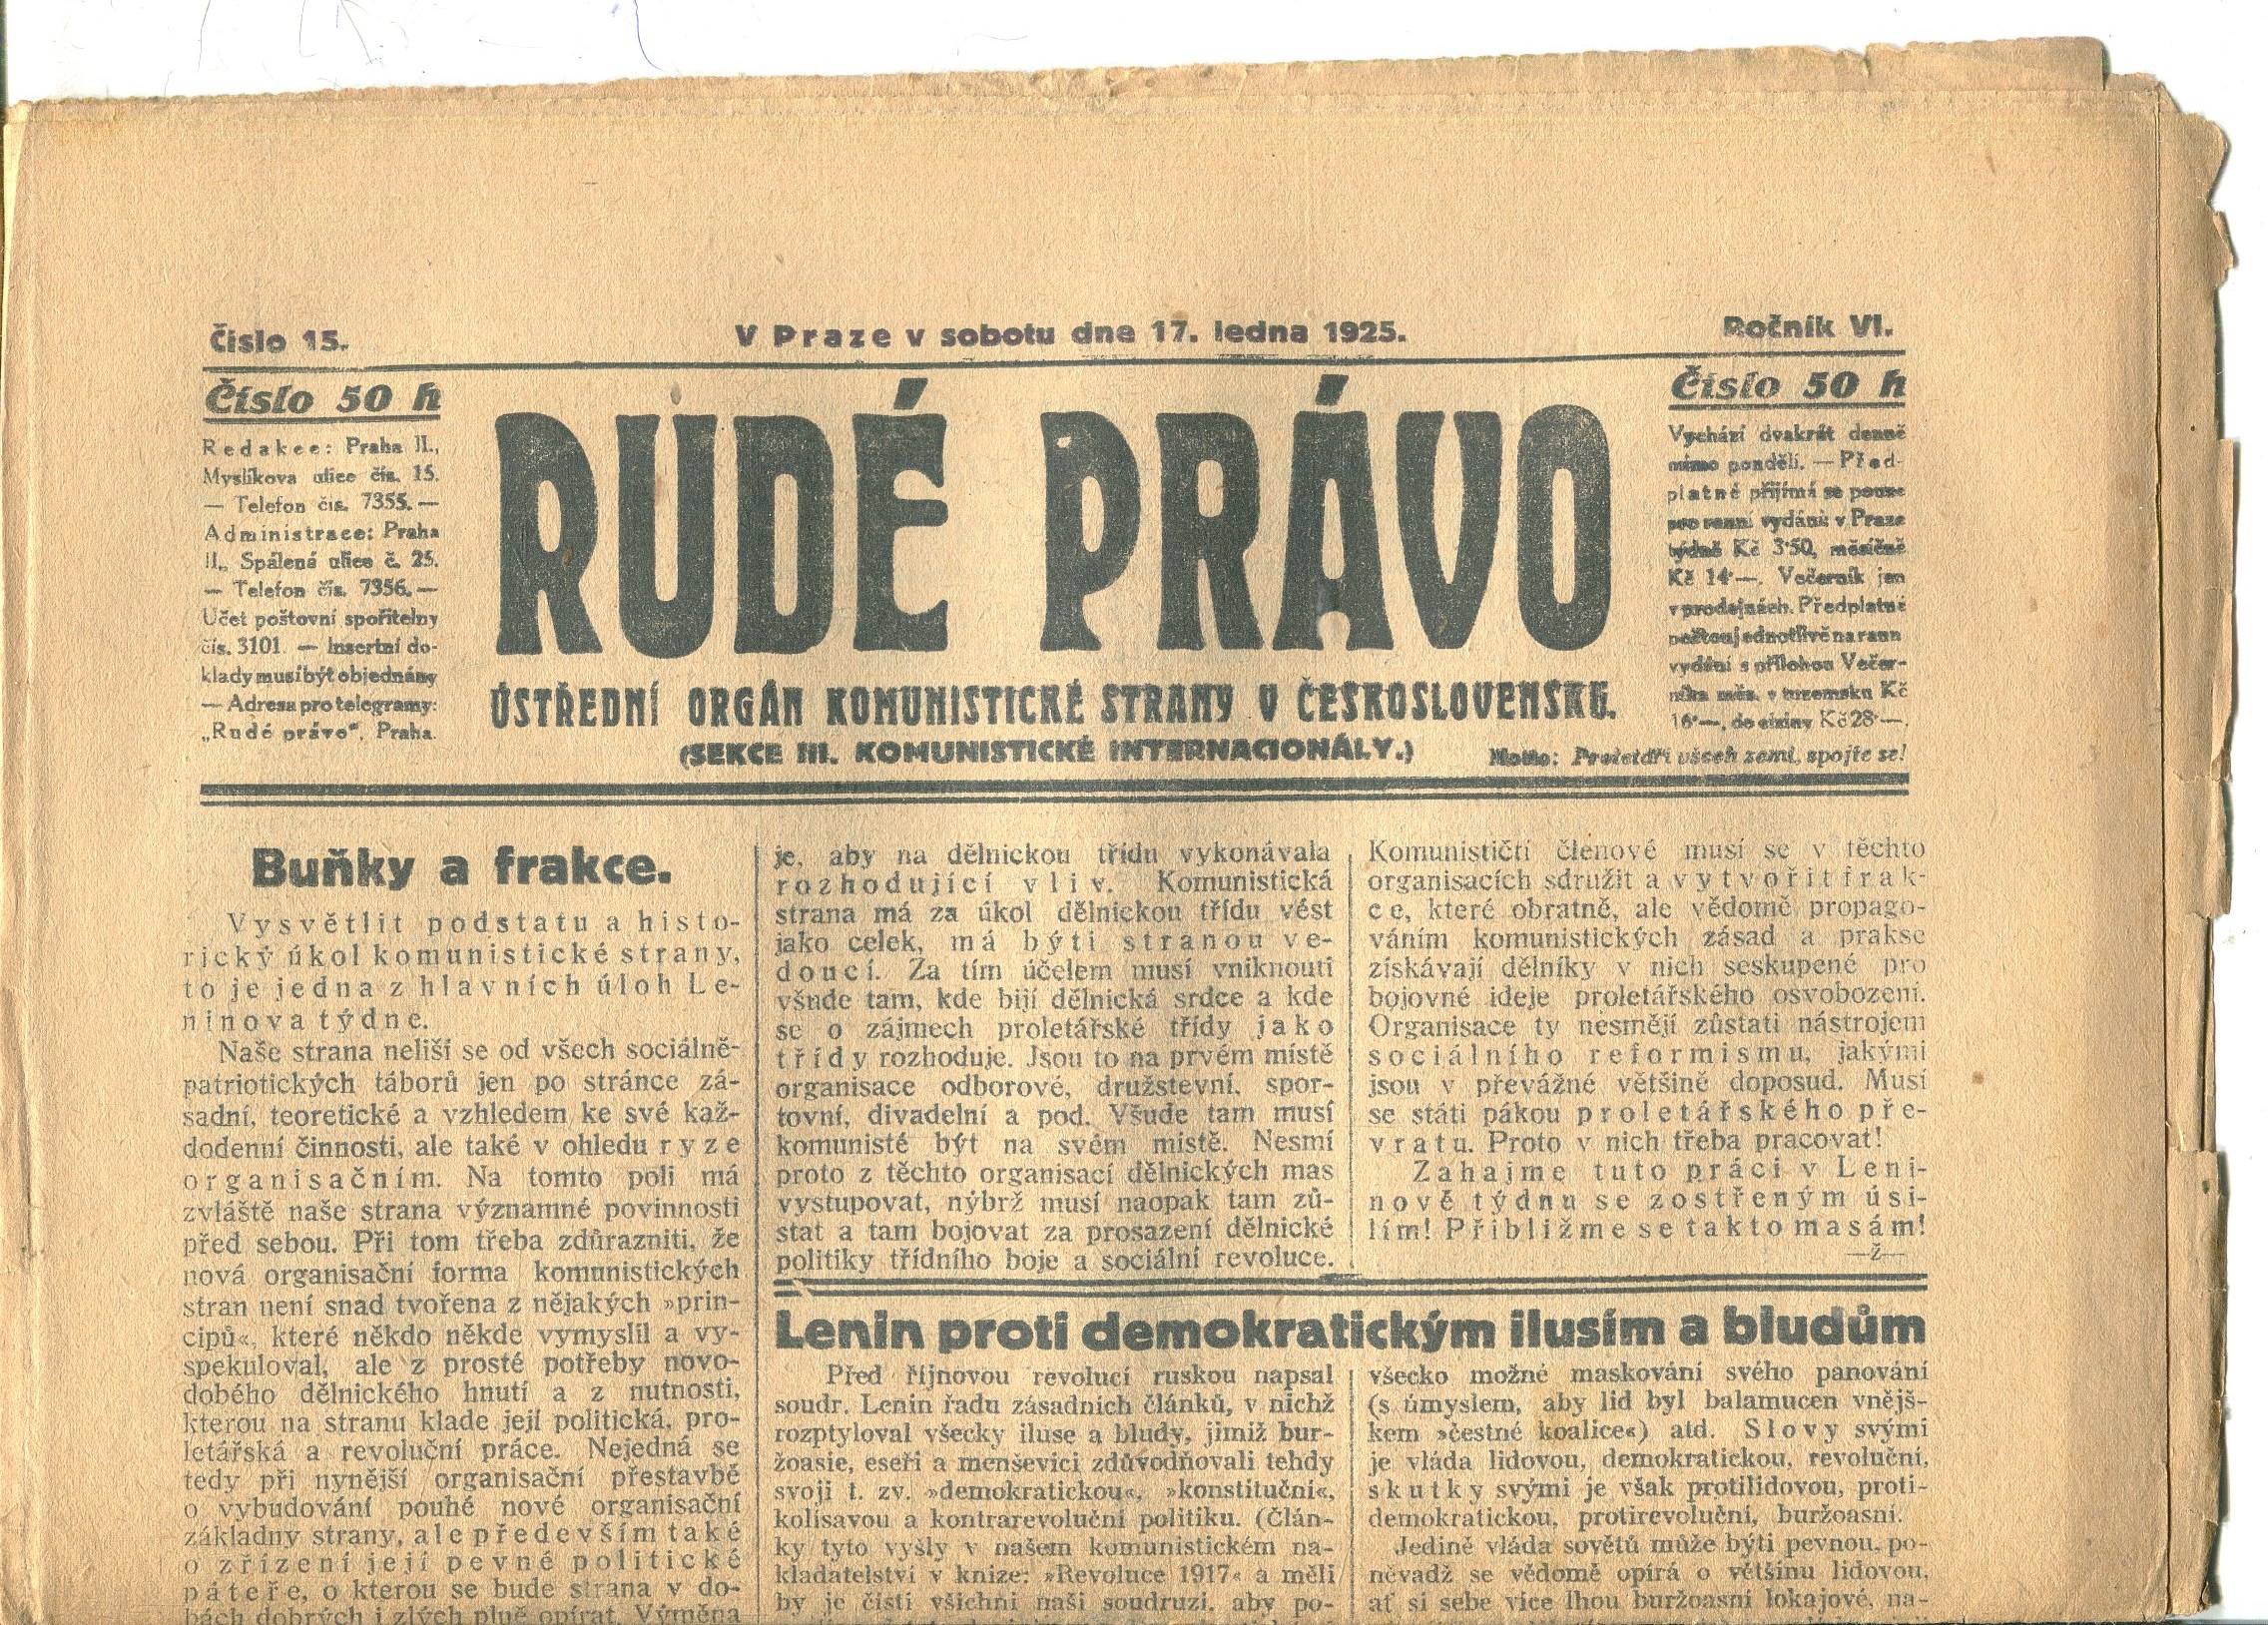 Číslo 15.
V Praze v sobotu dne 17. ledna 1925.
Ročník VI.
Číslo 50 h
Redakce: Praha II.,
Myslíkova ulice čís. 15.
— Telefon čís. 7355. —
Administrace: Praha
II., Spálená ulice č. 25.
— Telefon čís. 7356. —
Účet poštovní spořitelny
čís. 3101. — Insertní do-
klady musí být objednány
— Adresa pro telegramy:
„Rudé právo“, Praha.
RUDÉ PRÁVO
ÚSTŘEDNÍ ORGÁN KOMUNISTICKÉ STRANY V ČESKOSLOVENSKU.
(SEKCE III. KOMUNISTICKÉ INTERNACIONÁLY.)
Motto: Proletáři všech zemí, spojte se!
Číslo 50 h
Vychází dvakrát denně
mimo pondělí. — Před-
platné přijímá se pouze
pro ranní vydání: v Praze
týdně Kč 3·50, měsíčně
Kč 14·—. Večerník jen
v prodejnách. Předplatné
poštou jednotlivě na rann
vydání s přílohou Večer-
níka měs. v tuzemsku Kč
16·—, do ciziny Kč 28·—.
Buňky a frakce.
Vysvětlit podstatu a histo-
rický úkol komunistické strany,
to je jedna z hlavních úloh Le-
ninova týdne.
Naše strana neliší se od všech sociálně-
patriotických táborů jen po stránce zá-
sadní, teoretické a vzhledem ke své kaž-
dodenní činnosti, ale také v ohledu ryze
organisačním. Na tomto poli má
zvláště naše strana významné povinnosti
před sebou. Při tom třeba zdůrazniti, že
nová organisační forma komunistických
stran není snad tvořena z nějakých »prin-
cipů«, které někdo někde vymyslil a vy-
spekuloval, ale z prosté potřeby novo-
dobého dělnického hnutí a z nutnosti,
kterou na stranu klade její politická, pro-
letářská a revoluční práce. Nejedná se
tedy při nynější organisační přestavbě
o vybudování pouhé nové organisační
základny strany, ale především také
o zřízení její pevné politické
páteře, o kterou se bude strana v do-
bách dobrých i zlých plně opírat. Výměna
je, aby na dělnickou třídu vykonávala
rozhodující vliv. Komunistická
strana má za úkol dělnickou třídu vést
jako celek, má býti stranou ve-
doucí. Za tím účelem musí vniknouti
všude tam, kde bijí dělnická srdce a kde
se o zájmech proletářské třídy jako
třídy rozhoduje. Jsou to na prvém místě
organisace odborové, družstevní, spor-
tovní, divadelní a pod. Všude tam musí
komunisté být na svém místě. Nesmí
proto z těchto organisací dělnických mas
vystupovat, nýbrž musí naopak tam zů-
stat a tam bojovat za prosazení dělnické
politiky třídního boje a sociální revoluce.
Komunističtí členové musí se v těchto
organisacích sdružit a vytvořit frak-
ce, které obratně, ale vědomě propago-
váním komunistických zásad a prakse
získávají dělníky v nich seskupené pro
bojovné ideje proletářského osvobození.
Organisace ty nesmějí zůstati nástrojem
sociálního reformismu, jakými
jsou v převážné většině doposud. Musí
se státi pákou proletářského pře-
vratu. Proto v nich třeba pracovat!
Zahajme tuto práci v Leni-
nově týdnu se zostřeným úsi-
lím! Přibližme se takto masám!
—ž—
Lenin proti demokratickým ilusím a bludům
Před říjnovou revolucí ruskou napsal
soudr. Lenin řadu zásadních článků, v nichž
rozptyloval všecky iluse a bludy, jimiž bur-
žoasie, eseři a menševici zdůvodňovali tehdy
svoji t. zv. »demokratickou«, »konstituční«,
kolísavou a kontrarevoluční politiku. (Člán-
ky tyto vyšly v našem komunistickém na-
kladatelství v knize: »Revoluce 1917« a měli
by je čísti všichni naši soudruzi, aby po-
všecko možné maskování svého panování
(s úmyslem, aby lid byl balamucen vnějš-
kem »čestné koalice«) atd. Slovy svými
je vláda lidovou, demokratickou, revoluční,
skutky svými je však protilidovou, proti-
demokratickou, protirevoluční, buržoasní.
Jedině vláda sovětů může býti pevnou, po-
něvadž se vědomě opírá o většinu lidovou,
ať si sebe více lhou buržoasní lokajové, na-